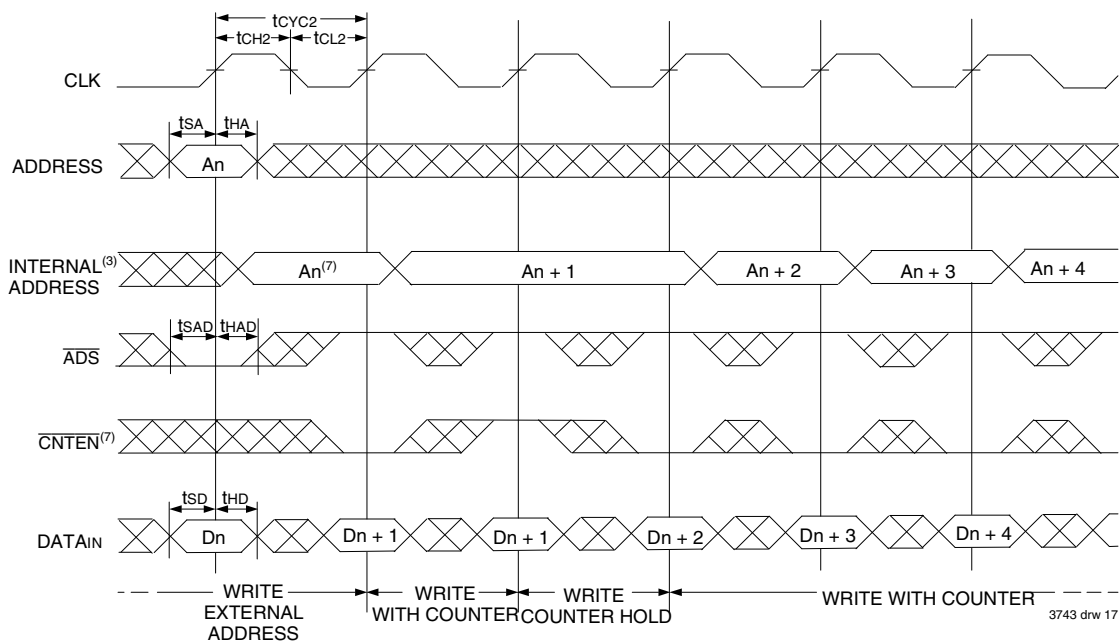 tCYC2
tCH2 tCL2
CLK
tSA tHA
ADDRESS An
INTERNAL(3) ADDRESS An(7) An + 1 An + 2 An + 3 An + 4
tSAD tHAD
ADS
CNTEN(7)
tSD tHD
DATAIN Dn Dn + 1 Dn + 1 Dn + 2 Dn + 3 Dn + 4
WRITE EXTERNAL ADDRESS
WRITE WITH COUNTER
WRITE COUNTER HOLD
WRITE WITH COUNTER
3743 drw 17